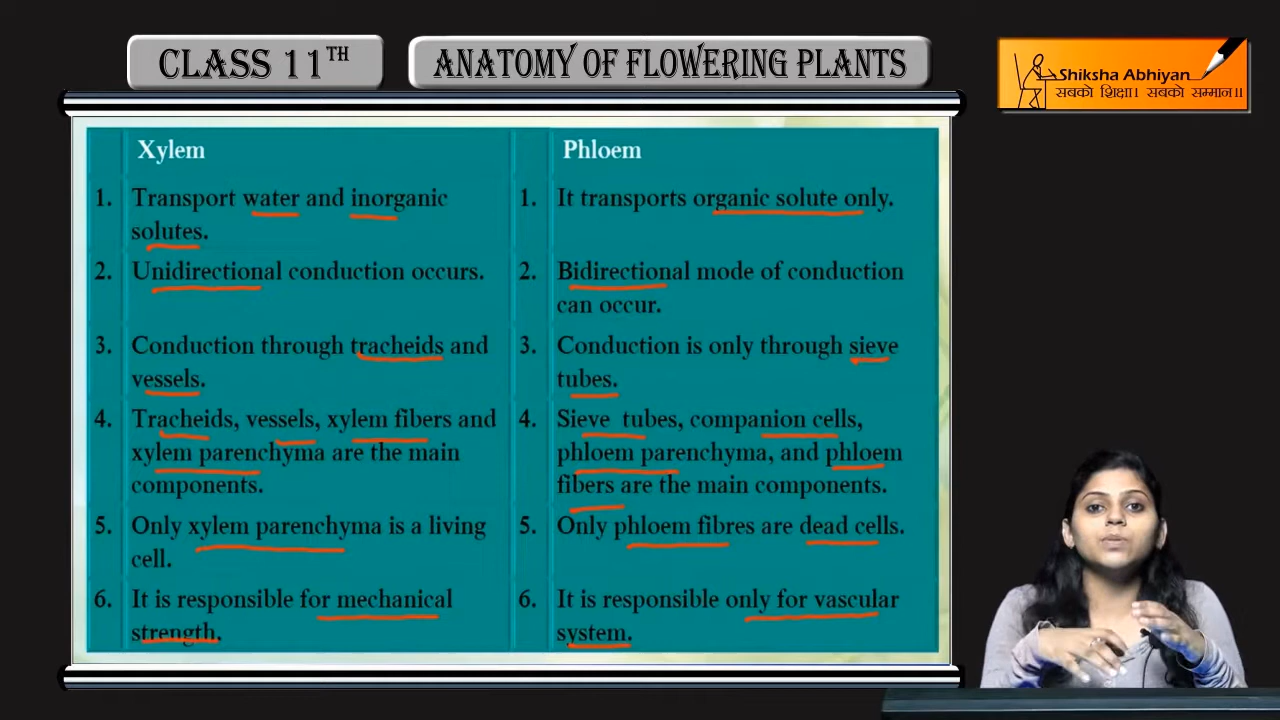 CLASS 11TH
ANATOMY OF FLOWERING PLANTS
Shiksha Abhiyan
सबको शिक्षा। सबको सम्मान।।
Xylem
1. Transport water and inorganic
solutes.
2. Unidirectional conduction occurs.
3. Conduction through tracheids and
vessels.
4. Tracheids, vessels, xylem fibers and
xylem parenchyma are the main
components.
5. Only xylem parenchyma is a living
cell.
6. It is responsible for mechanical
strength.
Phloem
1. It transports organic solute only.
2. Bidirectional mode of conduction
can occur.
3. Conduction is only through sieve
tubes.
4. Sieve tubes, companion cells,
phloem parenchyma, and phloem
fibers are the main components.
5. Only phloem fibres are dead cells.
6. It is responsible only for vascular
system.